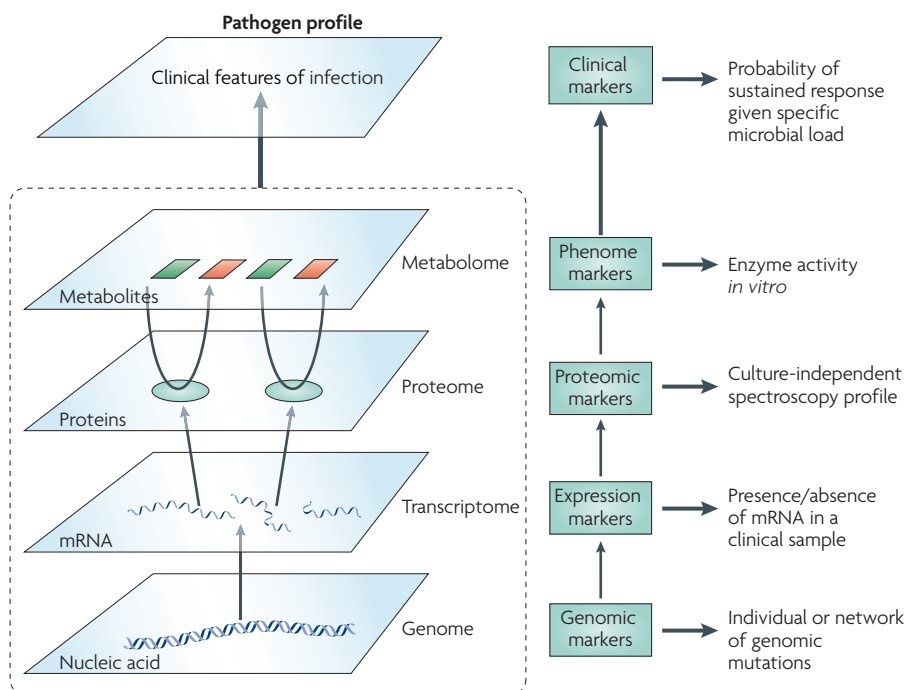 Pathogen profile
Clinical features of infection
Metabolites
Metabolome
Proteins
Proteome
mRNA
Transcriptome
Nucleic acid
Genome
Clinical
markers
Probability of
sustained response
given specific
microbial load
Phenome
markers
Enzyme activity
in vitro
Proteomic
markers
Culture-independent
spectroscopy profile
Expression
markers
Presence/absence
of mRNA in a
clinical sample
Genomic
markers
Individual or network
of genomic
mutations